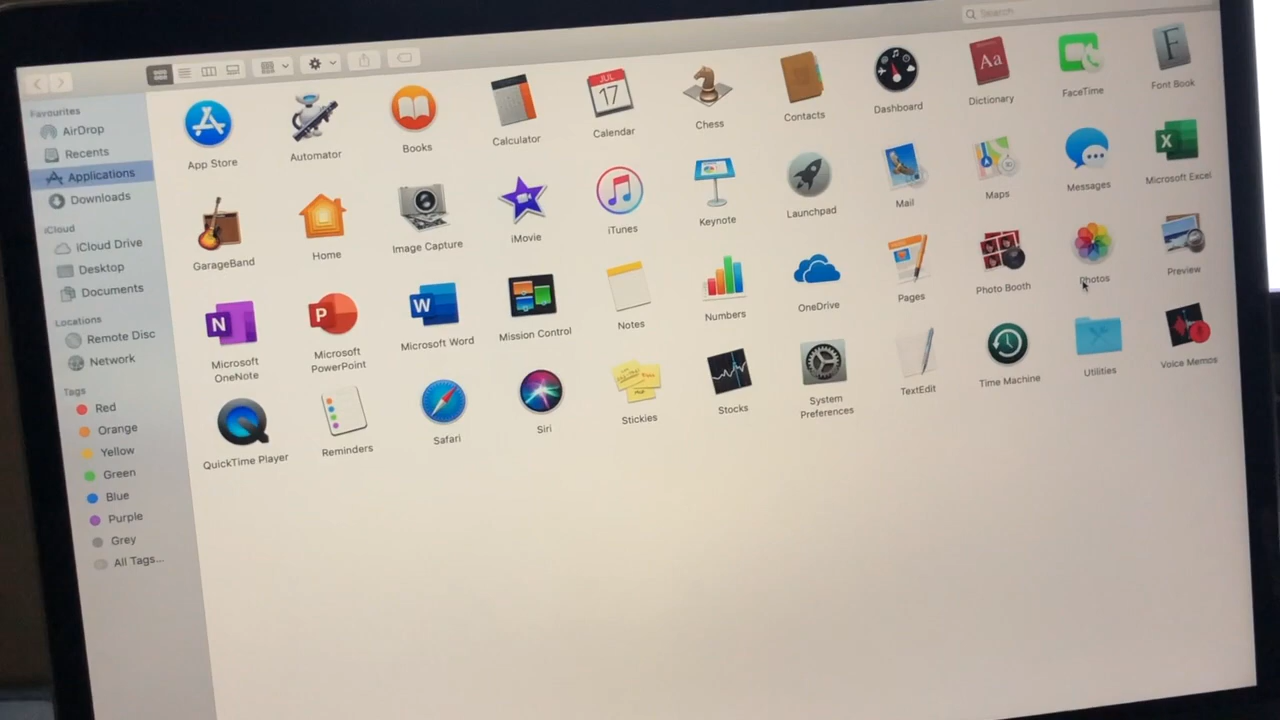 Search
Favourites
AirDrop
Recents
Applications
Downloads
iCloud
iCloud Drive
Desktop
Documents
Locations
Remote Disc
Network
Tags
Red
Orange
Yellow
Green
Blue
Purple
Grey
All Tags...
App Store
Automator
Books
Calculator
JUL
17
Calendar
Chess
Contacts
Dashboard
Aa
Dictionary
FaceTime
F
Font Book
GarageBand
Home
Image Capture
iMovie
iTunes
Keynote
Launchpad
Mail
Maps
Messages
X
Microsoft Excel
N
Microsoft
OneNote
P
Microsoft
PowerPoint
W
Microsoft Word
Mission Control
Notes
Numbers
OneDrive
Pages
Photo Booth
Photos
Preview
QuickTime Player
Reminders
Safari
Siri
Stickies
Stocks
System
Preferences
TextEdit
Time Machine
Utilities
Voice Memos